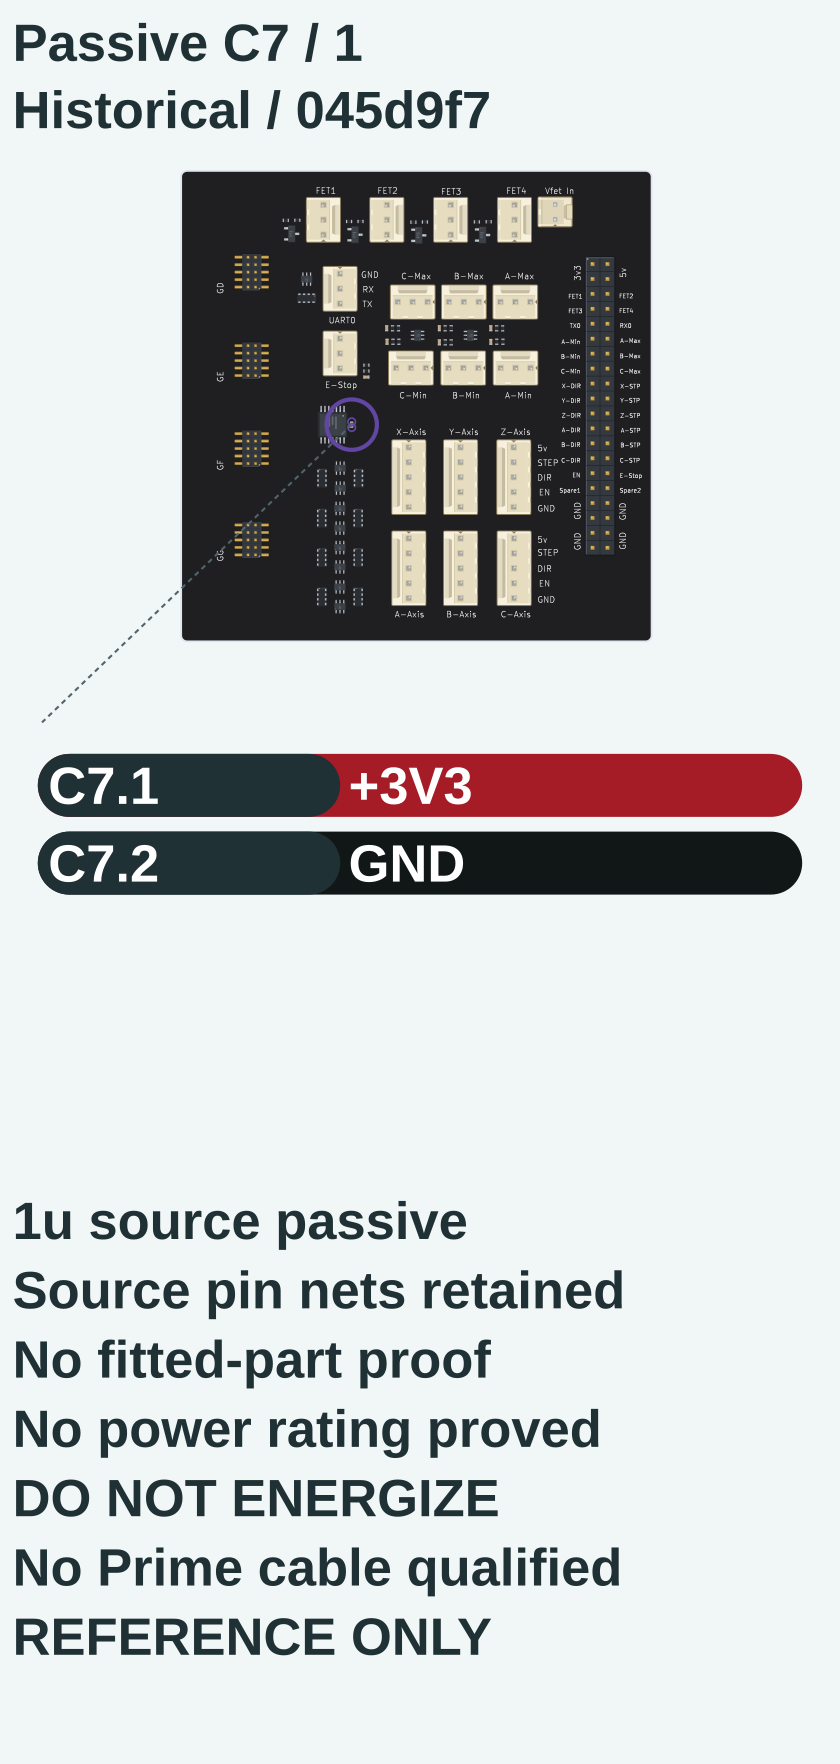 Passive C7 / 1
Historical / 045d9f7
FET1 FET2 FET3 FET4 Vfet In
GD
GND
RX
TX
UART0
C-Max B-Max A-Max
3v3 5v
FET1 FET2
FET3 FET4
TX0 RX0
A-Min A-Max
B-Min B-Max
C-Min C-Max
X-DIR X-STP
Y-DIR Y-STP
Z-DIR Z-STP
A-DIR A-STP
B-DIR B-STP
C-DIR C-STP
EN E-Stop
Spare1 Spare2
GND GND
GND GND
GE
E-Stop
C-Min B-Min A-Min
X-Axis Y-Axis Z-Axis
5v
STEP
DIR
EN
GND
GF
GG
5v
STEP
DIR
EN
GND
A-Axis B-Axis C-Axis
C7.1 +3V3
C7.2 GND
1u source passive
Source pin nets retained
No fitted-part proof
No power rating proved
DO NOT ENERGIZE
No Prime cable qualified
REFERENCE ONLY